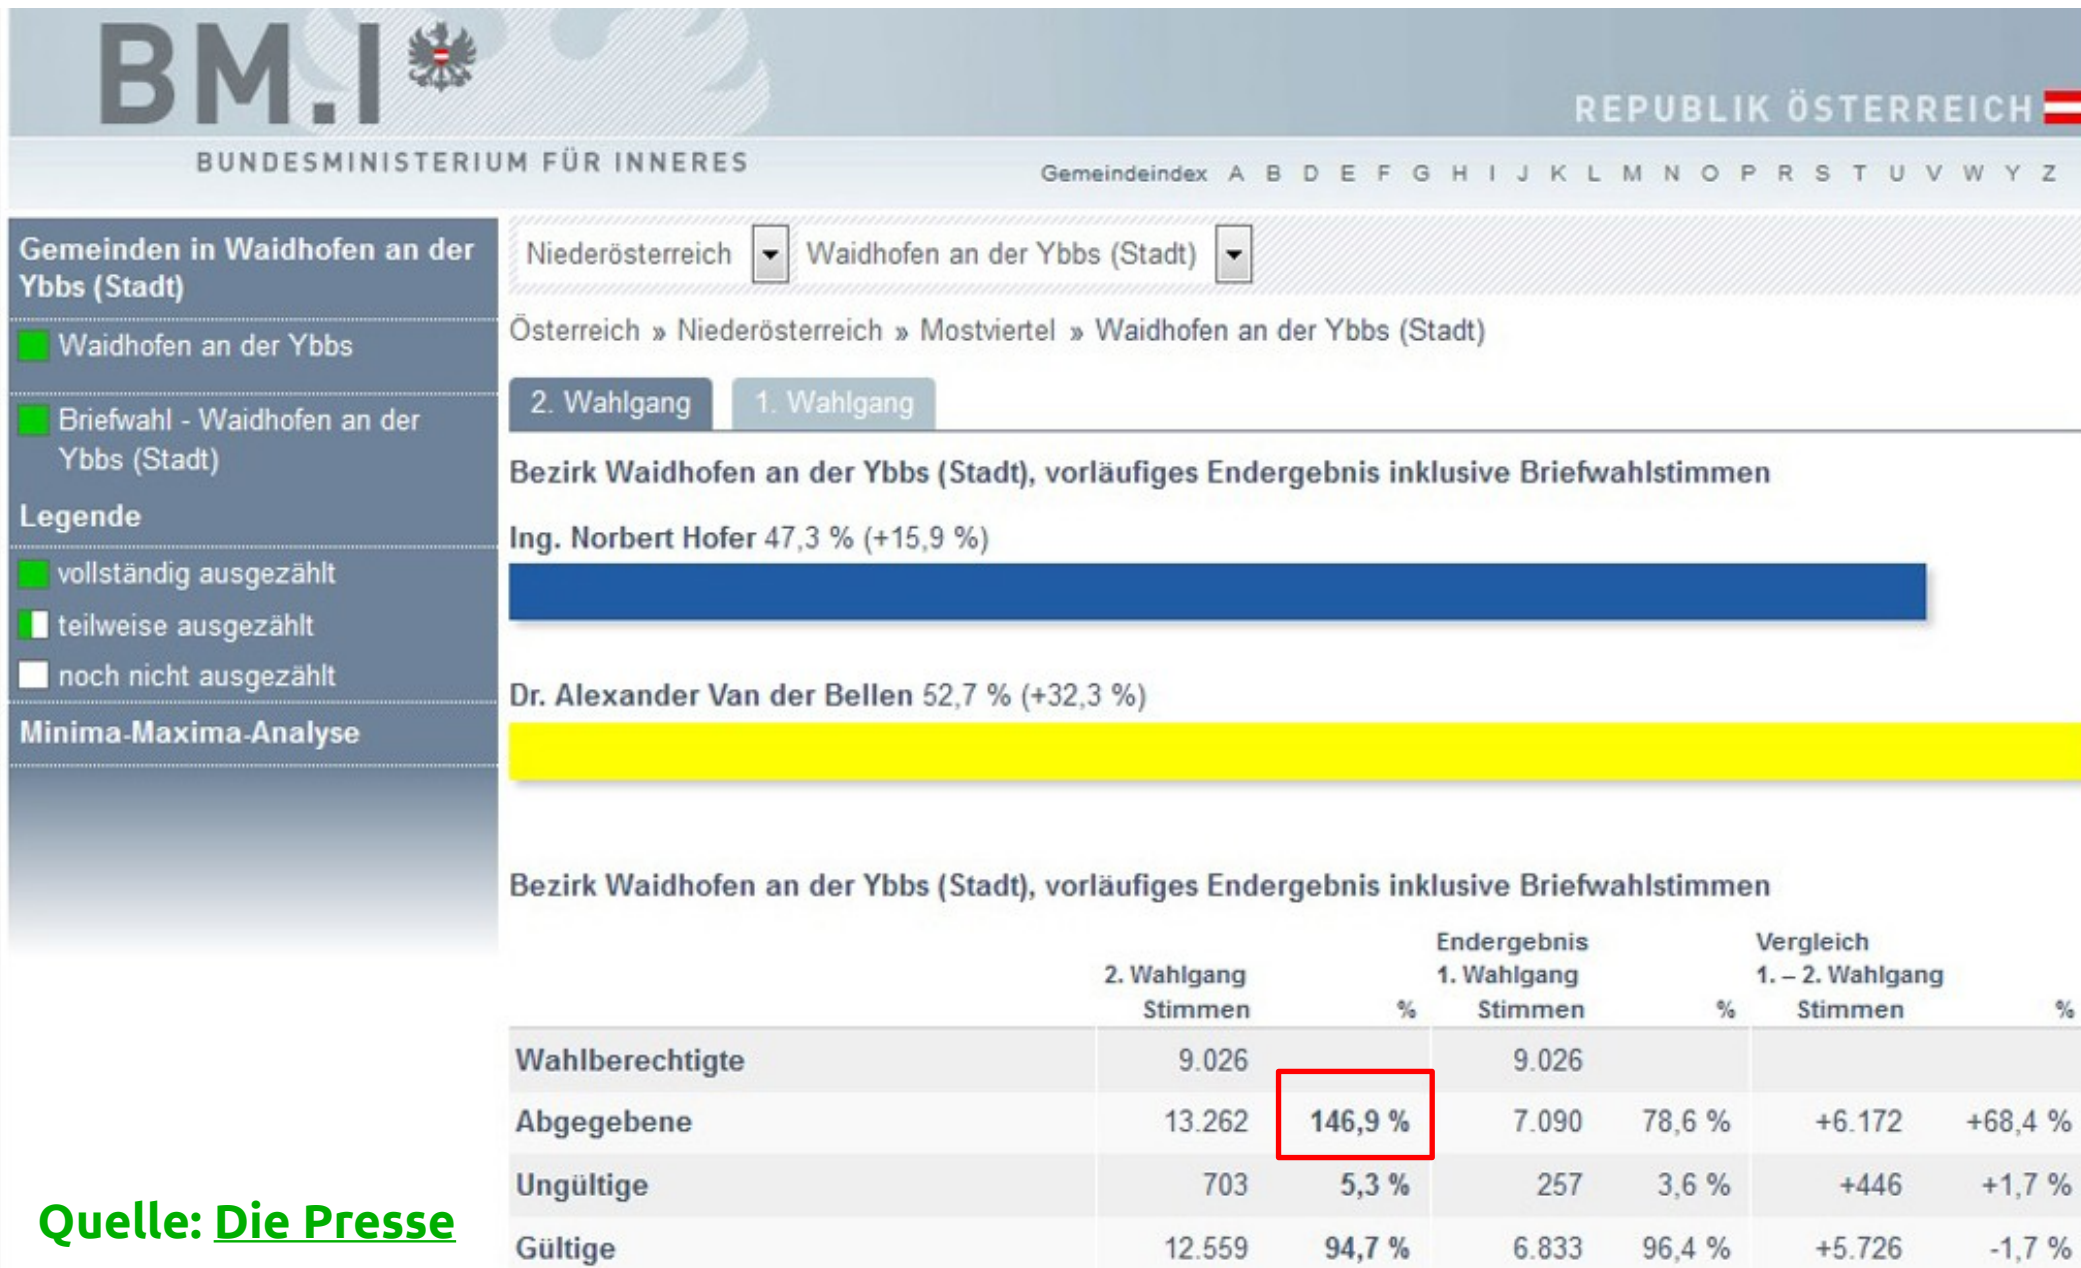 BM.I
REPUBLIK ÖSTERREICH
BUNDESMINISTERIUM FÜR INNERES
Gemeindeindex A B D E F G H I J K L M N O P R S T U V W Y Z
Gemeinden in Waidhofen an der
Ybbs (Stadt)
Waidhofen an der Ybbs
Briefwahl - Waidhofen an der
Ybbs (Stadt)
Legende
vollständig ausgezählt
teilweise ausgezählt
noch nicht ausgezählt
Minima-Maxima-Analyse
Niederösterreich Waidhofen an der Ybbs (Stadt)
Österreich » Niederösterreich » Mostviertel » Waidhofen an der Ybbs (Stadt)
2. Wahlgang 1. Wahlgang
Bezirk Waidhofen an der Ybbs (Stadt), vorläufiges Endergebnis inklusive Briefwahlstimmen
Ing. Norbert Hofer 47,3 % (+15,9 %)
Dr. Alexander Van der Bellen 52,7 % (+32,3 %)
Bezirk Waidhofen an der Ybbs (Stadt), vorläufiges Endergebnis inklusive Briefwahlstimmen
Endergebnis Vergleich
2. Wahlgang 1. Wahlgang 1. – 2. Wahlgang
Stimmen % Stimmen % Stimmen %
Wahlberechtigte 9.026 9.026
Abgegebene 13.262 146,9 % 7.090 78,6 % +6.172 +68,4 %
Ungültige 703 5,3 % 257 3,6 % +446 +1,7 %
Gültige 12.559 94,7 % 6.833 96,4 % +5.726 -1,7 %
Quelle: Die Presse